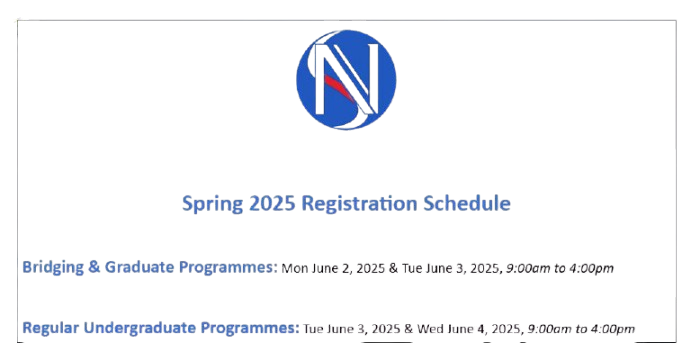 Spring 2025 Registration Schedule
Bridging & Graduate Programmes: Mon June 2, 2025 & Tue June 3, 2025, 9:00am to 4:00pm
Regular Undergraduate Programmes: Tue June 3, 2025 & Wed June 4, 2025, 9:00am to 4:00pm